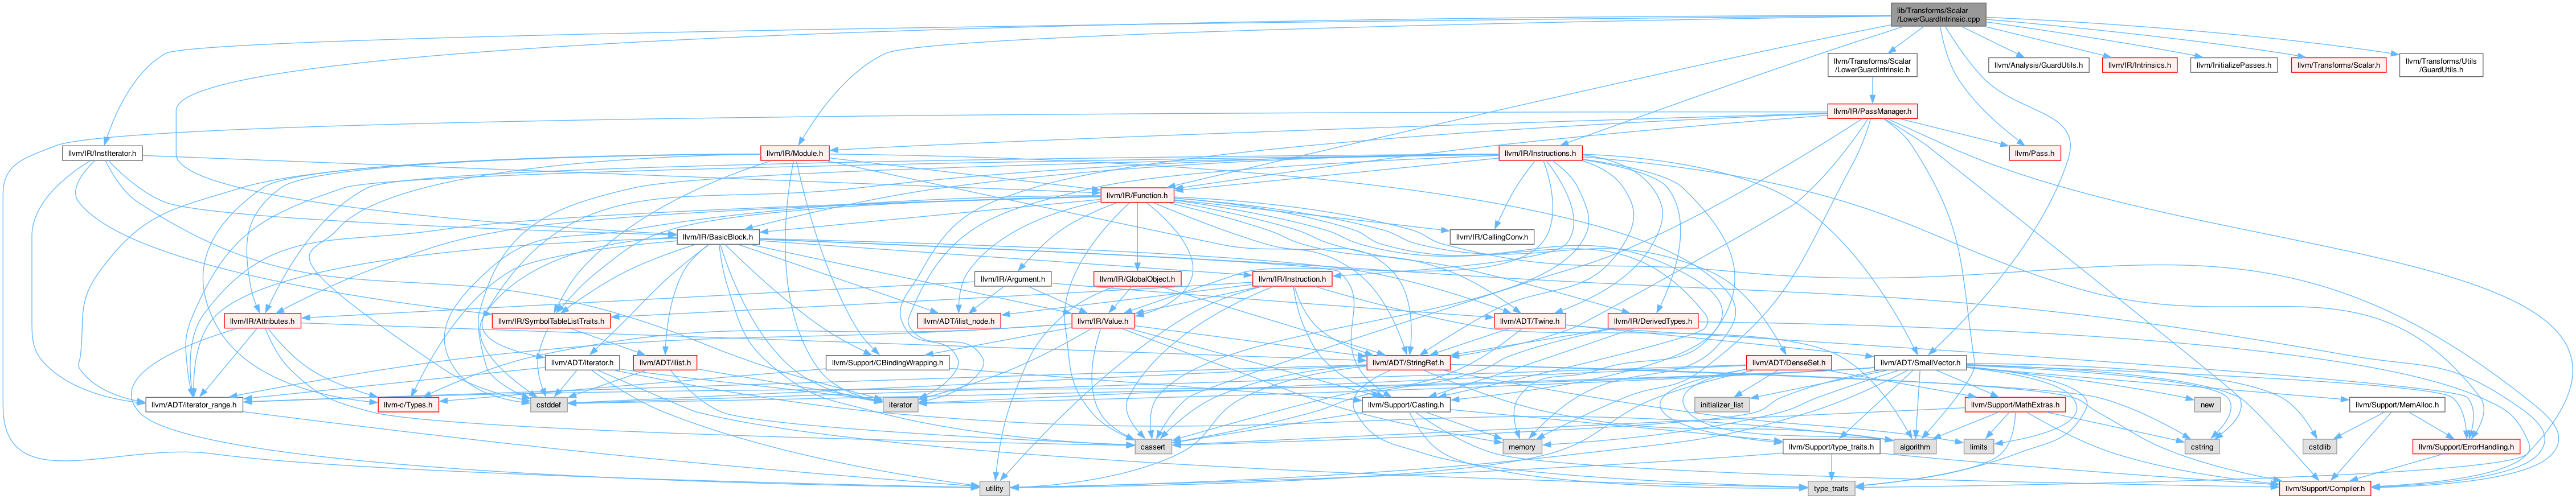 lib/Transforms/Scalar
/LowerGuardIntrinsic.cpp
llvm/Transforms/Scalar
/LowerGuardIntrinsic.h
llvm/Analysis/GuardUtils.h
llvm/IR/Intrinsics.h
llvm/InitializePasses.h
llvm/Transforms/Scalar.h
llvm/Transforms/Utils
/GuardUtils.h
llvm/IR/PassManager.h
llvm/IR/InstIterator.h
llvm/IR/Module.h
llvm/IR/Instructions.h
llvm/Pass.h
llvm/IR/Function.h
llvm/IR/BasicBlock.h
llvm/IR/CallingConv.h
llvm/IR/Argument.h
llvm/IR/GlobalObject.h
llvm/IR/Instruction.h
llvm/IR/Attributes.h
llvm/IR/SymbolTableListTraits.h
llvm/ADT/ilist_node.h
llvm/IR/Value.h
llvm/ADT/Twine.h
llvm/IR/DerivedTypes.h
llvm/ADT/iterator.h
llvm/ADT/ilist.h
llvm/Support/CBindingWrapping.h
llvm/ADT/StringRef.h
llvm/ADT/DenseSet.h
llvm/ADT/SmallVector.h
llvm/ADT/iterator_range.h
llvm-c/Types.h
cstddef
iterator
llvm/Support/Casting.h
initializer_list
llvm/Support/MathExtras.h
new
llvm/Support/MemAlloc.h
cassert
memory
llvm/Support/type_traits.h
algorithm
limits
cstring
cstdlib
llvm/Support/ErrorHandling.h
utility
type_traits
llvm/Support/Compiler.h